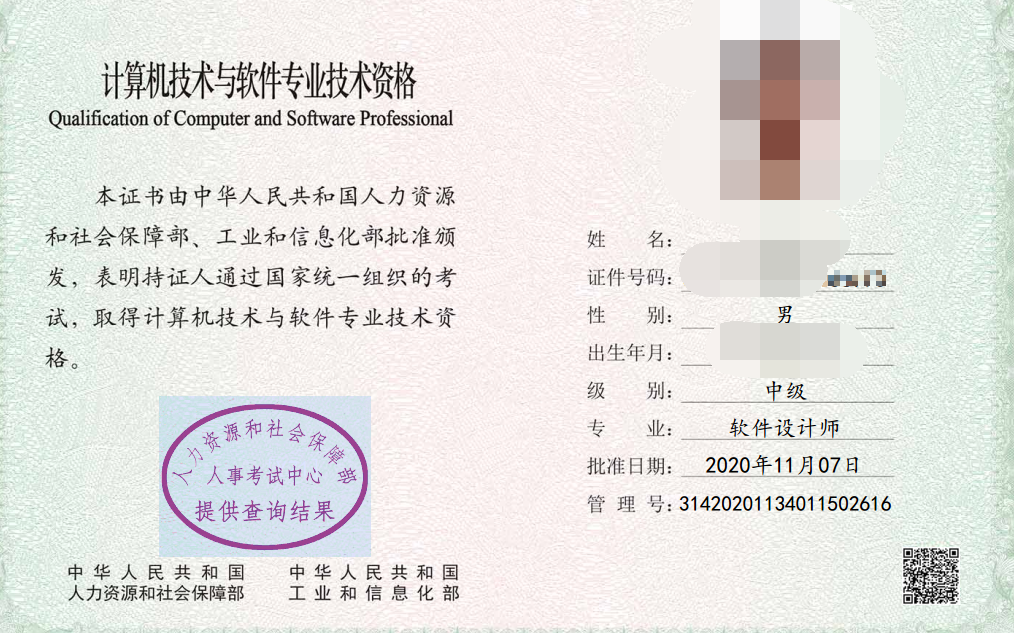 计算机技术与软件专业技术资格
Qualification of Computer and Software Professional
本证书由中华人民共和国人力资源
和社会保障部、工业和信息化部批准颁
发，表明持证人通过国家统一组织的考
试，取得计算机技术与软件专业技术资
格。
人力资源和社会保障部
人事考试中心
提供查询结果
中华人民共和国
人力资源和社会保障部
中华人民共和国
工业和信息化部
姓 名：
证件号码：
性 别： 男
出生年月：
级 别： 中级
专 业： 软件设计师
批准日期： 2020年11月07日
管 理 号： 31420201134011502616